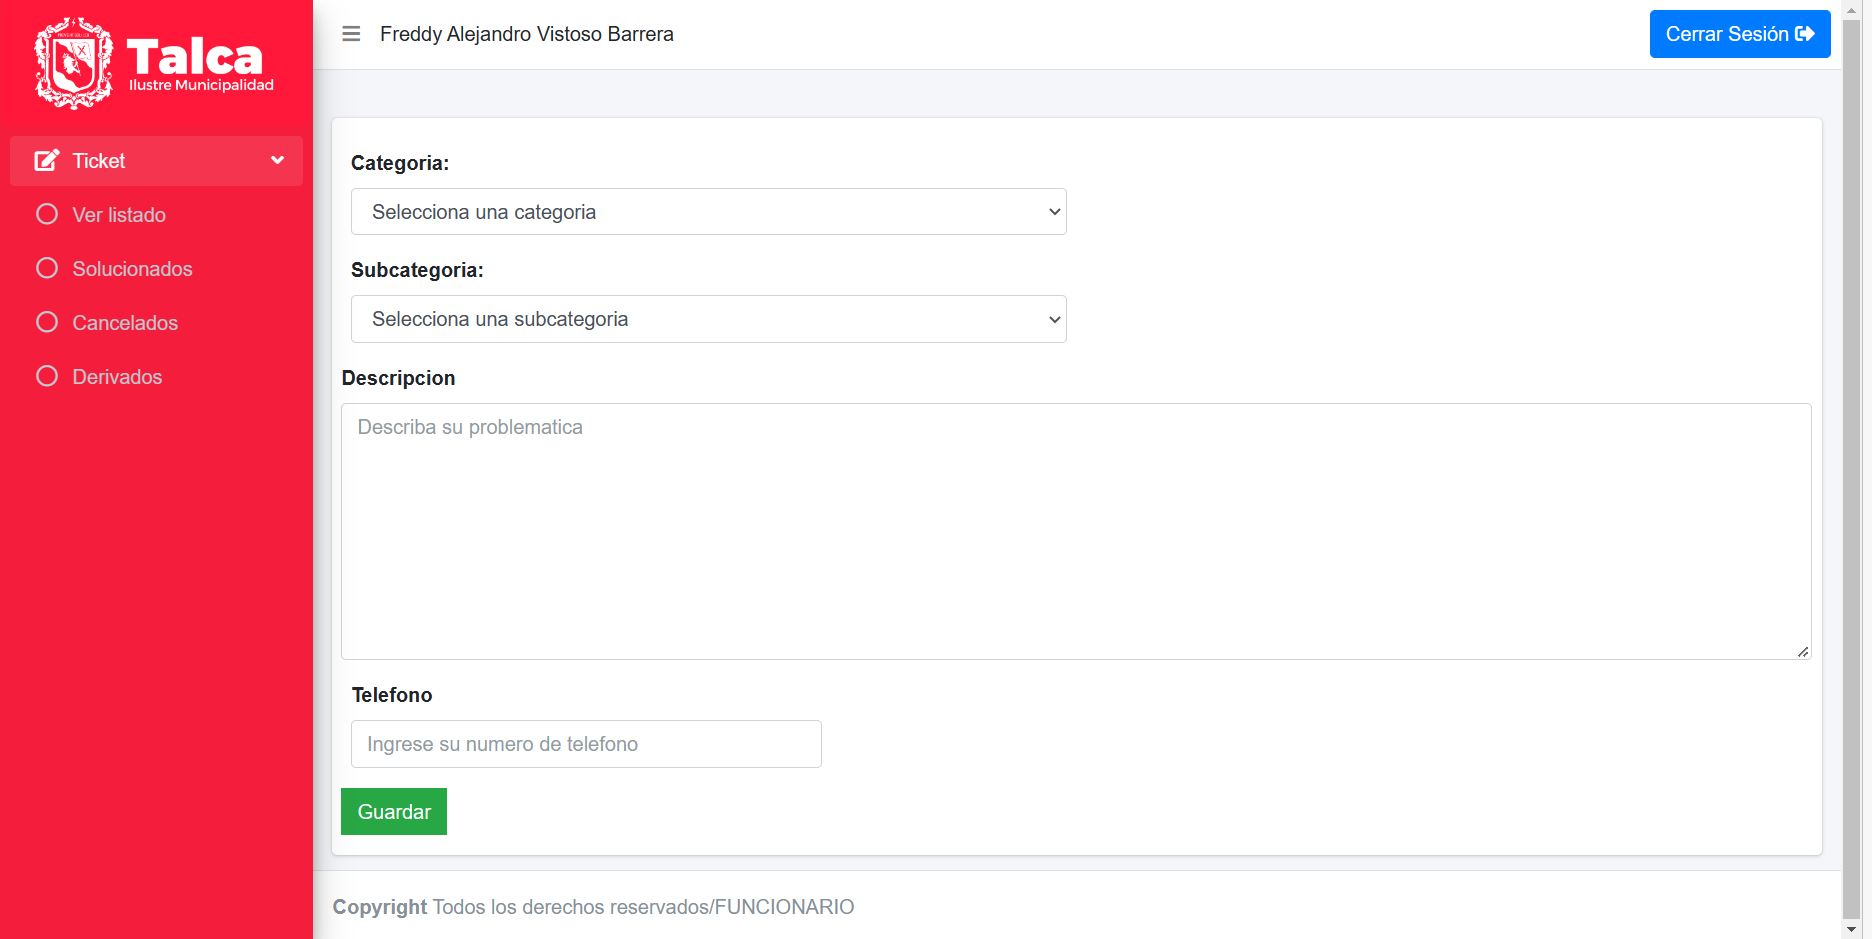 Talca
Ilustre Municipalidad
Ticket
Ver listado
Solucionados
Cancelados
Derivados
Freddy Alejandro Vistoso Barrera
Cerrar Sesión
Categoria:
Selecciona una categoria
Subcategoria:
Selecciona una subcategoria
Descripcion
Describa su problematica
Telefono
Ingrese su numero de telefono
Guardar
Copyright Todos los derechos reservados/FUNCIONARIO